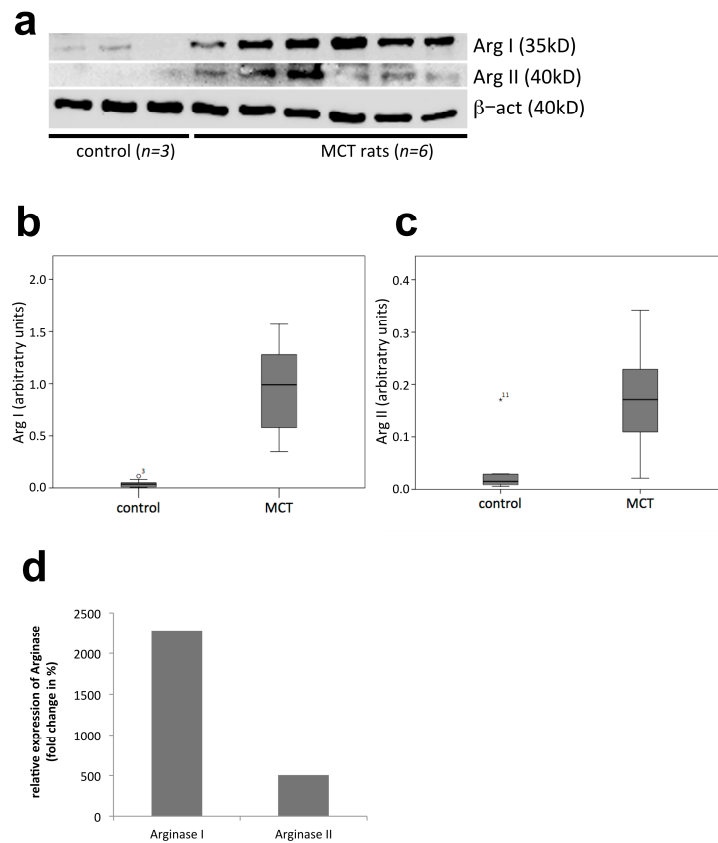 a
Arg I (35kD)
Arg II (40kD)
β−act (40kD)
control (n=3)
MCT rats (n=6)
b
Arg I (arbitratry units)
2.0
1.5
1.0
0.5
0.0
3
control
MCT
c
Arg II (arbitratry units)
0.4
0.3
0.2
0.1
0.0
11
control
MCT
d
relative expression of Arginase
(fold change in %)
2500
2000
1500
1000
500
0
Arginase I
Arginase II